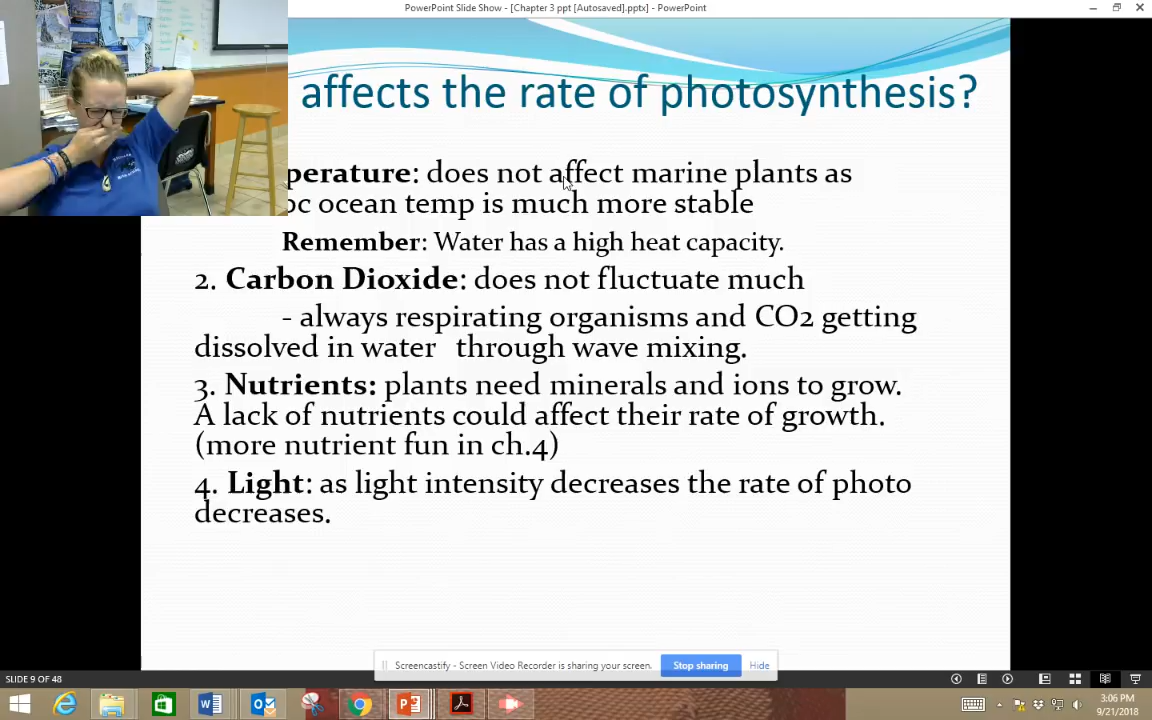 PowerPoint Slide Show - [Chapter 3 ppt [Autosaved].pptx] - PowerPoint
affects the rate of photosynthesis?
perature: does not affect marine plants as
oc ocean temp is much more stable
Remember: Water has a high heat capacity.
2. Carbon Dioxide: does not fluctuate much
- always respirating organisms and CO2 getting
dissolved in water through wave mixing.
3. Nutrients: plants need minerals and ions to grow.
A lack of nutrients could affect their rate of growth.
(more nutrient fun in ch.4)
4. Light: as light intensity decreases the rate of photo
decreases.
Screencastify - Screen Video Recorder is sharing your screen.
Stop sharing
Hide
SLIDE 9 OF 48
3:06 PM
9/21/2018